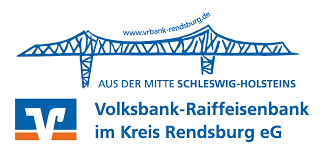 www.vrbank-rendsburg.de
AUS DER MITTE SCHLESWIG-HOLSTEINS
Volksbank-Raiffeisenbank
im Kreis Rendsburg eG